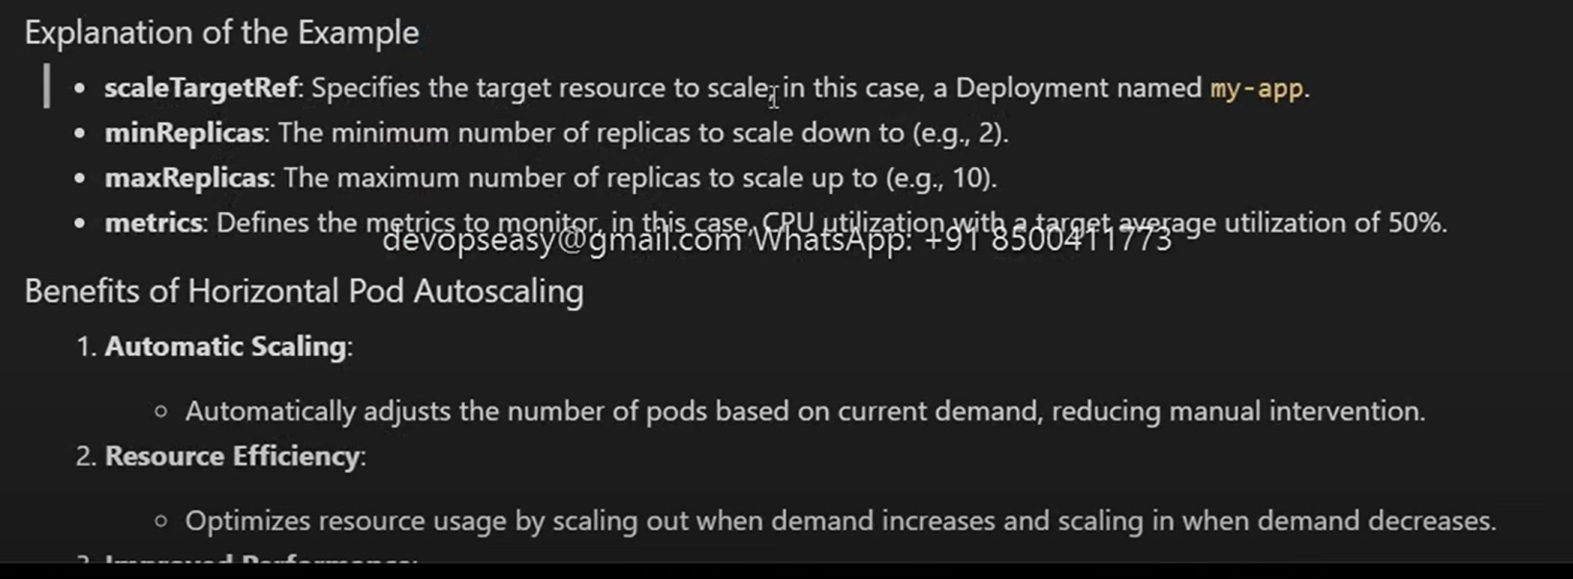 Explanation of the Example
• scaleTargetRef: Specifies the target resource to scale, in this case, a Deployment named my-app.
• minReplicas: The minimum number of replicas to scale down to (e.g., 2).
• maxReplicas: The maximum number of replicas to scale up to (e.g., 10).
• metrics: Defines the metrics to monitor, in this case, CPU utilization with a target average utilization of 50%.
devopseasy@gmail.com WhatsApp: +91 8500411773
Benefits of Horizontal Pod Autoscaling
1. Automatic Scaling:
○ Automatically adjusts the number of pods based on current demand, reducing manual intervention.
2. Resource Efficiency:
○ Optimizes resource usage by scaling out when demand increases and scaling in when demand decreases.
3. Improved Performance: